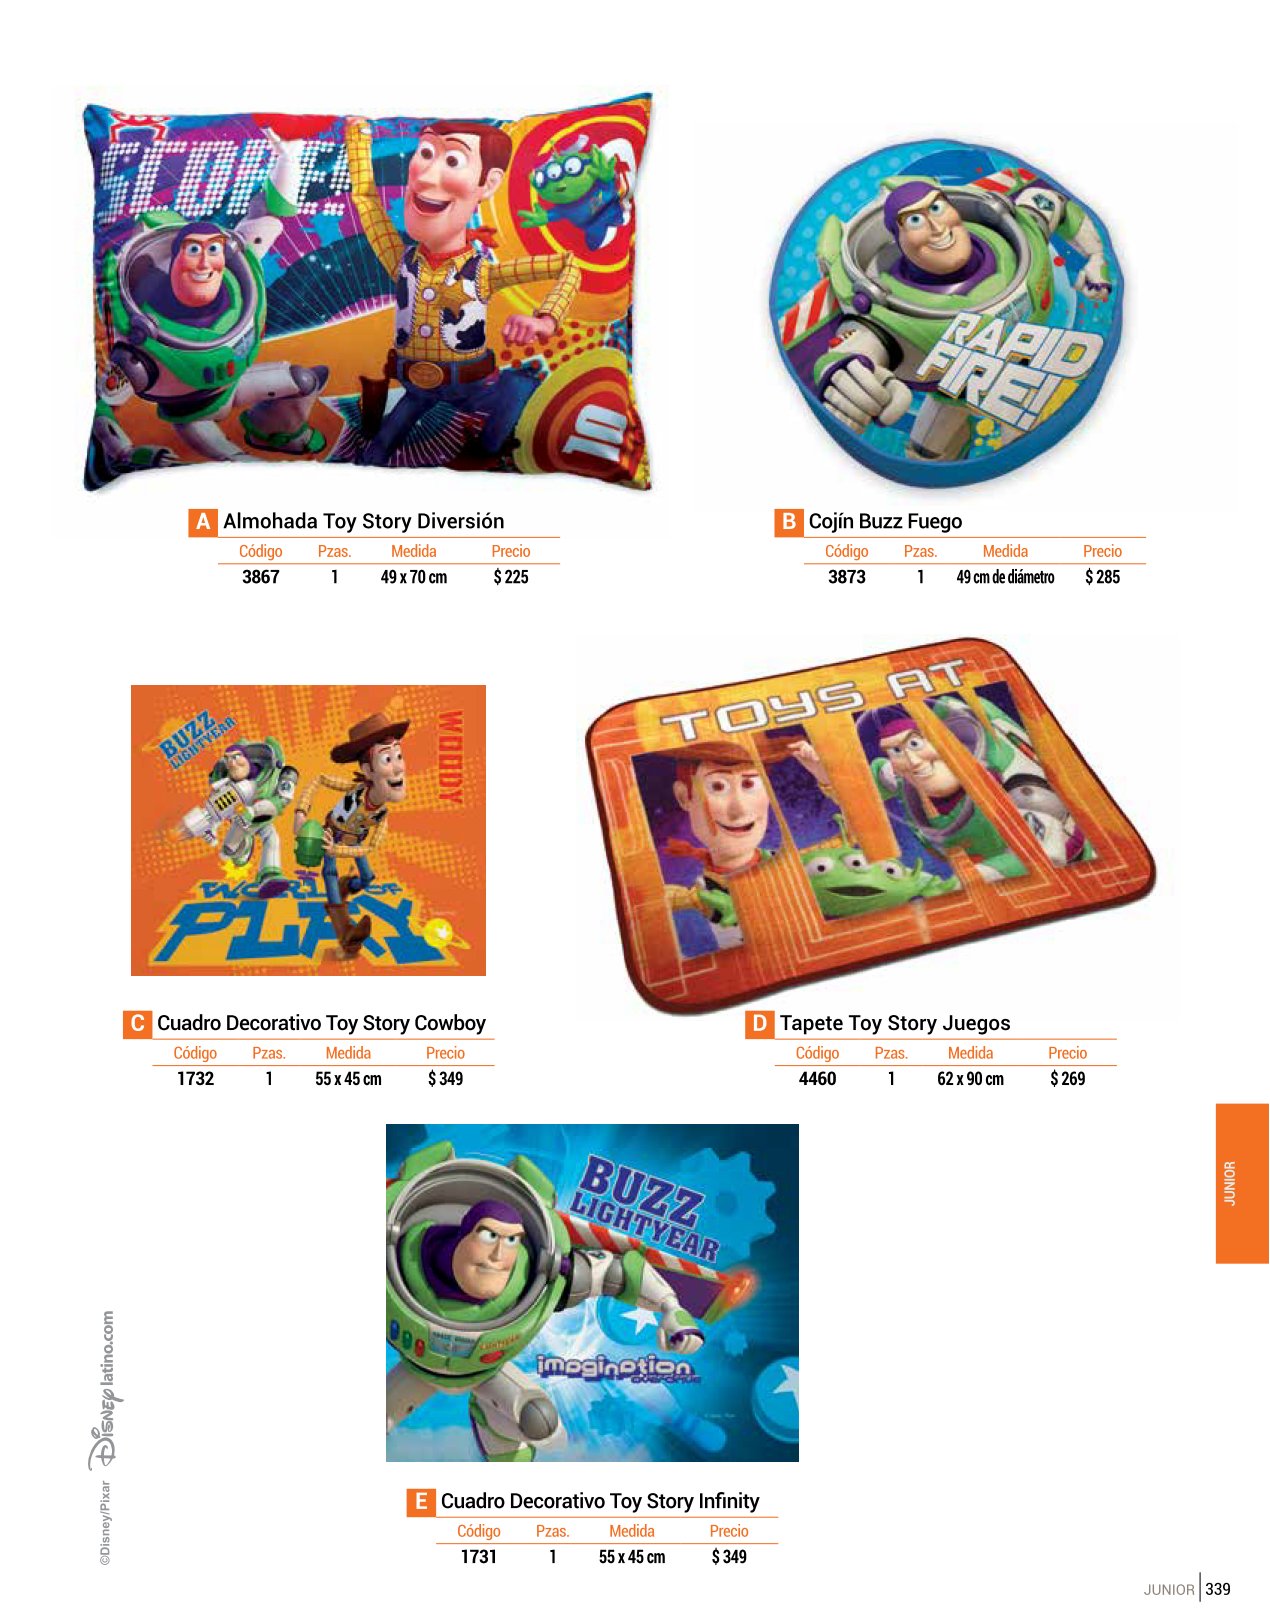 RAPID
FIRE!
A Almohada Toy Story Diversión
Código Pzas. Medida Precio
3867 1 49 x 70 cm $ 225
B Cojín Buzz Fuego
Código Pzas. Medida Precio
3873 1 49 cm de diámetro $ 285
10
BUZZ
LIGHTYEAR
WOODY
WORLD OF
PLAY
TOYS AT
PLAY
C Cuadro Decorativo Toy Story Cowboy
Código Pzas. Medida Precio
1732 1 55 x 45 cm $ 349
D Tapete Toy Story Juegos
Código Pzas. Medida Precio
4460 1 62 x 90 cm $ 269
BUZZ
LIGHTYEAR
imagination
E Cuadro Decorativo Toy Story Infinity
Código Pzas. Medida Precio
1731 1 55 x 45 cm $ 349
JUNIOR
©Disney/Pixar Disneylatino.com
JUNIOR 339